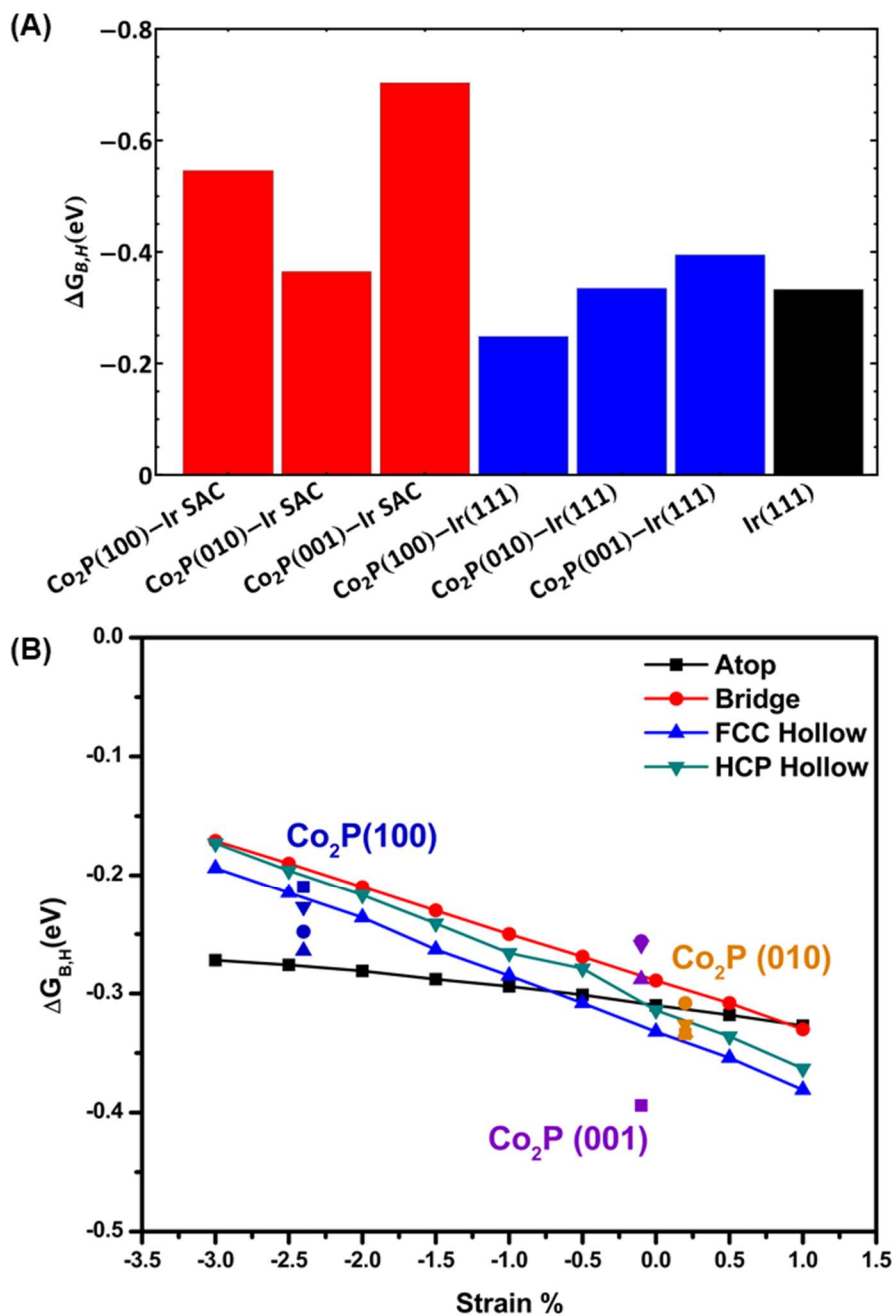 (A)
−0.8
−0.6
−0.4
−0.2
0
ΔG_B,H(eV)
Co₂P(100)−Ir SAC
Co₂P(010)−Ir SAC
Co₂P(001)−Ir SAC
Co₂P(100)−Ir(111)
Co₂P(010)−Ir(111)
Co₂P(001)−Ir(111)
Ir(111)
(B)
0.0
-0.1
-0.2
-0.3
-0.4
-0.5
ΔG_B,H(eV)
Atop
Bridge
FCC Hollow
HCP Hollow
Co₂P(100)
Co₂P (010)
Co₂P (001)
-3.5 -3.0 -2.5 -2.0 -1.5 -1.0 -0.5 0.0 0.5 1.0 1.5
Strain %